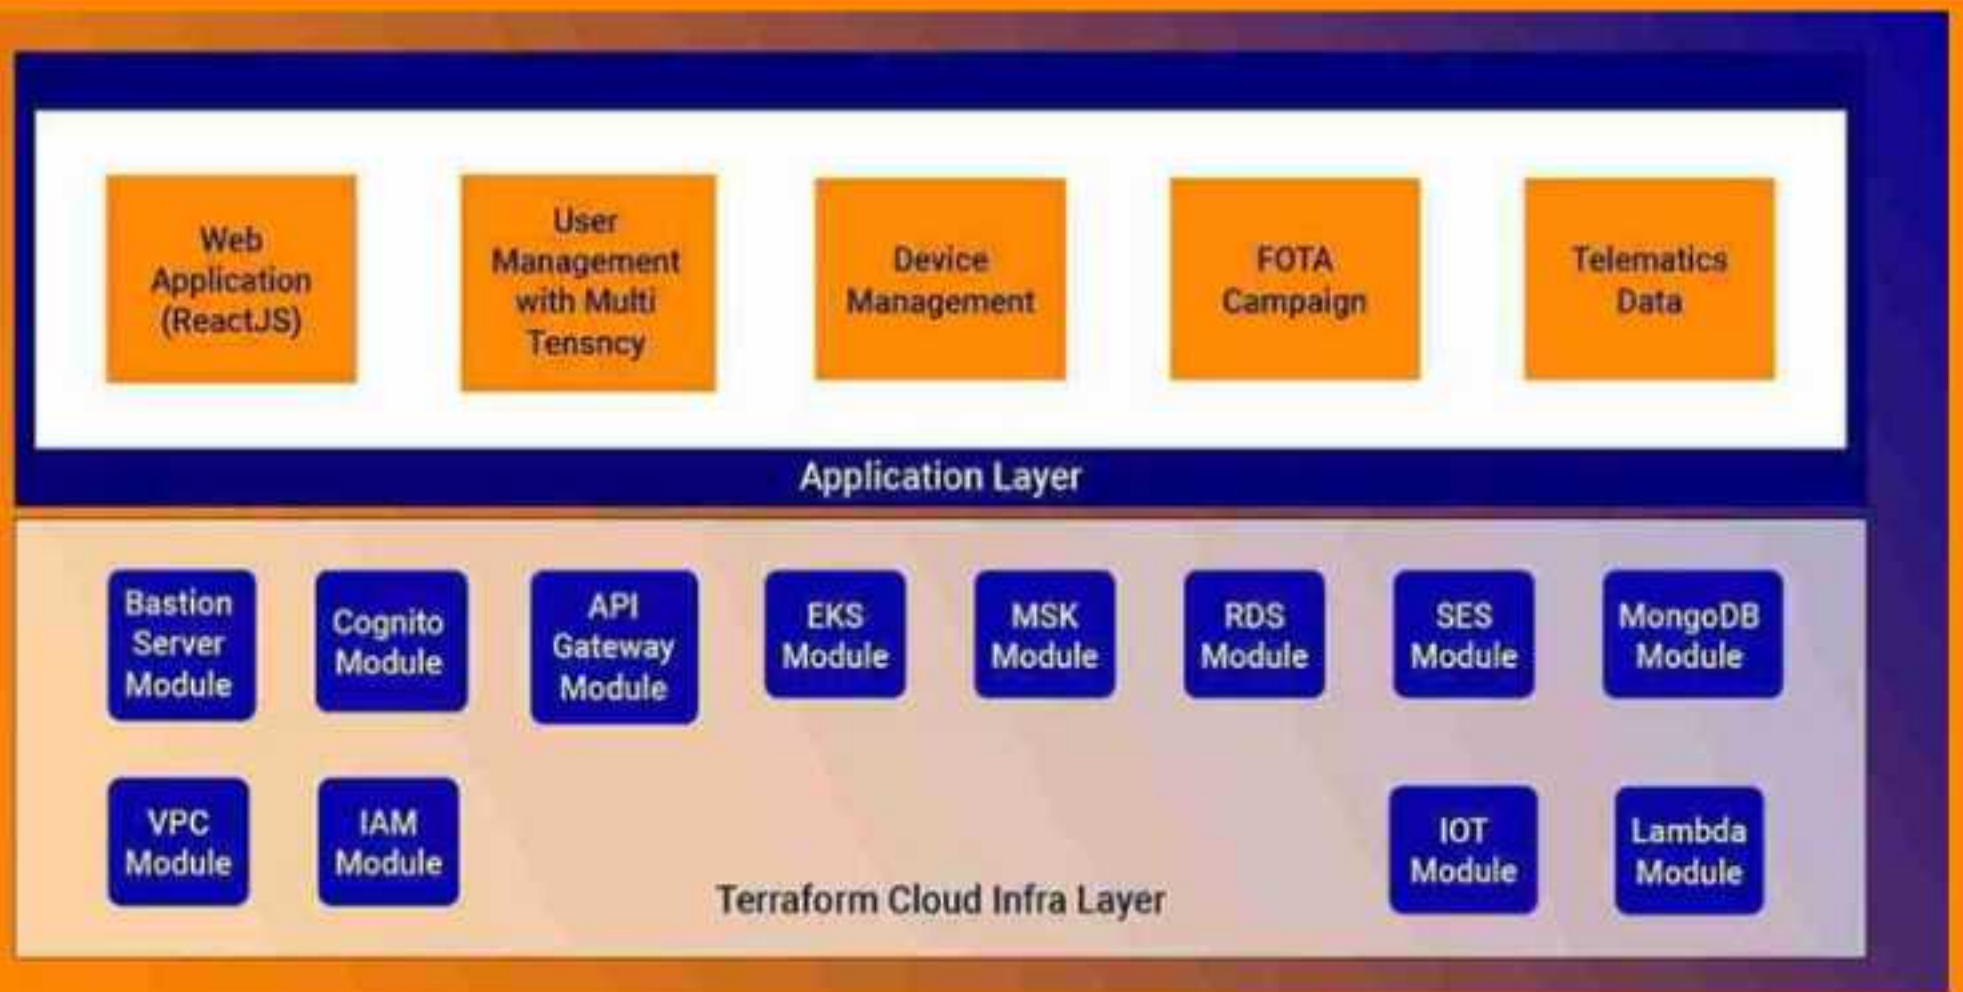 Web
Application
(ReactJS)
User
Management
with Multi
Tensncy
Device
Management
FOTA
Campaign
Telematics
Data
Application Layer
Bastion
Server
Module
Cognito
Module
API
Gateway
Module
EKS
Module
MSK
Module
RDS
Module
SES
Module
MongoDB
Module
VPC
Module
IAM
Module
IOT
Module
Lambda
Module
Terraform Cloud Infra Layer